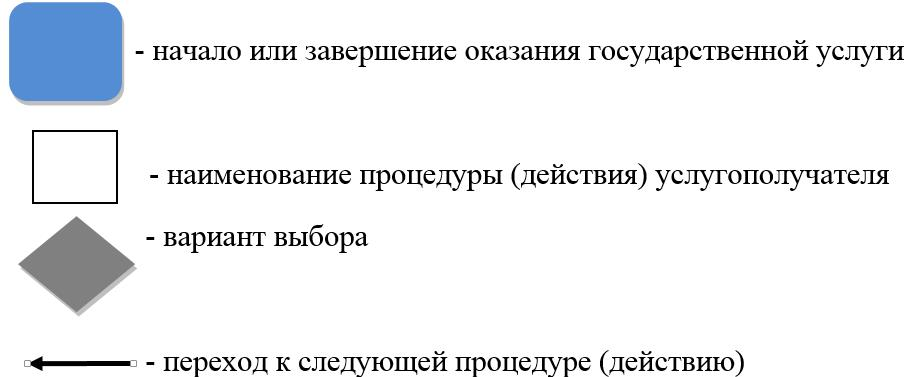 - начало или завершение оказания государственной услуги
- наименование процедуры (действия) услугополучателя
- вариант выбора
- переход к следующей процедуре (действию)